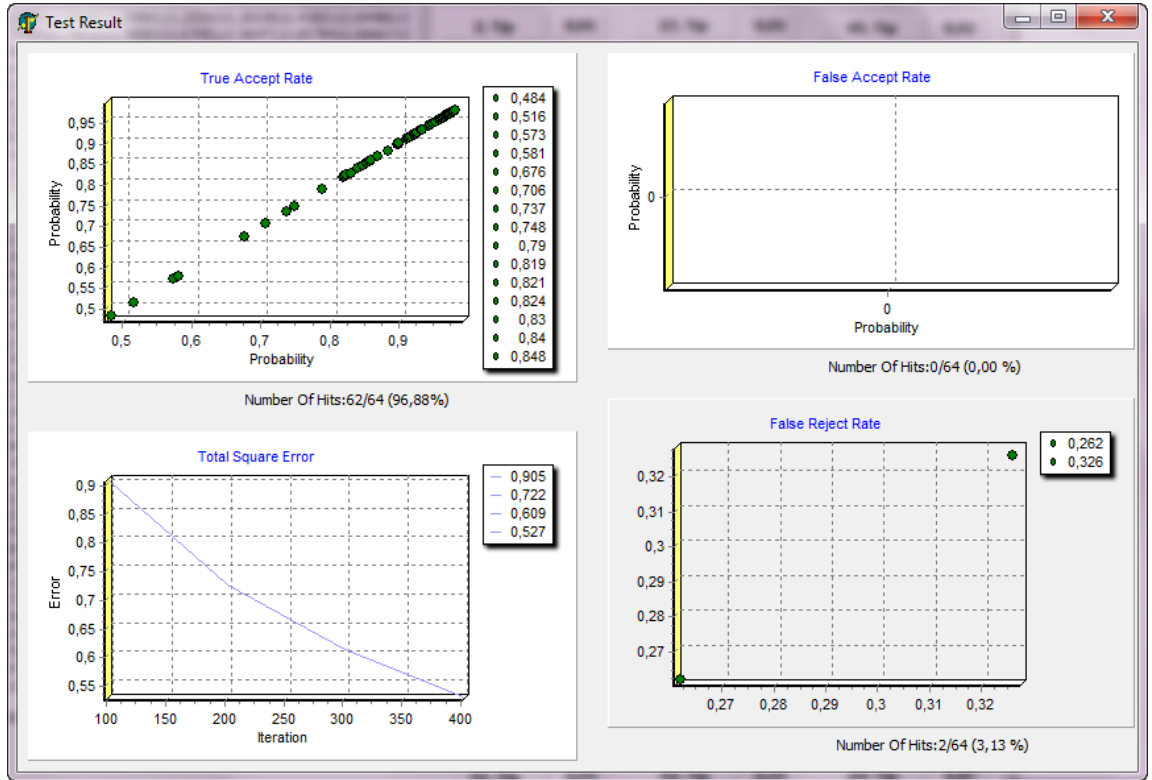 Test Result
True Accept Rate
Probability
0,95
0,9
0,85
0,8
0,75
0,7
0,65
0,6
0,55
0,5
0,5 0,6 0,7 0,8 0,9
Probability
0,484
0,516
0,573
0,581
0,676
0,706
0,737
0,748
0,79
0,819
0,821
0,824
0,83
0,84
0,848
Number Of Hits:62/64 (96,88%)
False Accept Rate
Probability
0
0
Probability
Number Of Hits:0/64 (0,00 %)
Total Square Error
Error
0,9
0,85
0,8
0,75
0,7
0,65
0,6
0,55
100 150 200 250 300 350 400
Iteration
0,905
0,722
0,609
0,527
False Reject Rate
0,32
0,31
0,3
0,29
0,28
0,27
0,27 0,28 0,29 0,3 0,31 0,32
0,262
0,326
Number Of Hits:2/64 (3,13 %)